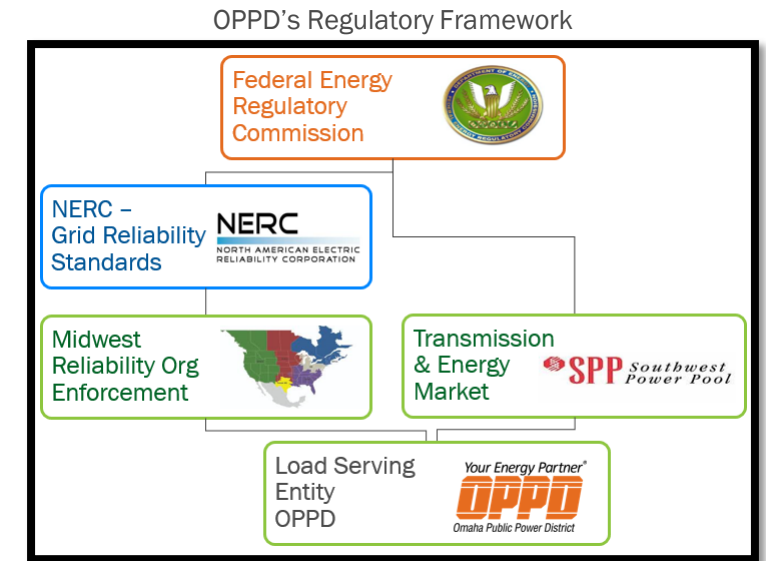 OPPD’s Regulatory Framework
Federal Energy
Regulatory
Commission
NERC –
Grid Reliability
Standards
NERC
NORTH AMERICAN ELECTRIC
RELIABILITY CORPORATION
Midwest
Reliability Org
Enforcement
Transmission
& Energy
Market
SPP Southwest
Power Pool
Load Serving
Entity
OPPD
Your Energy Partner®
OPPD
Omaha Public Power District